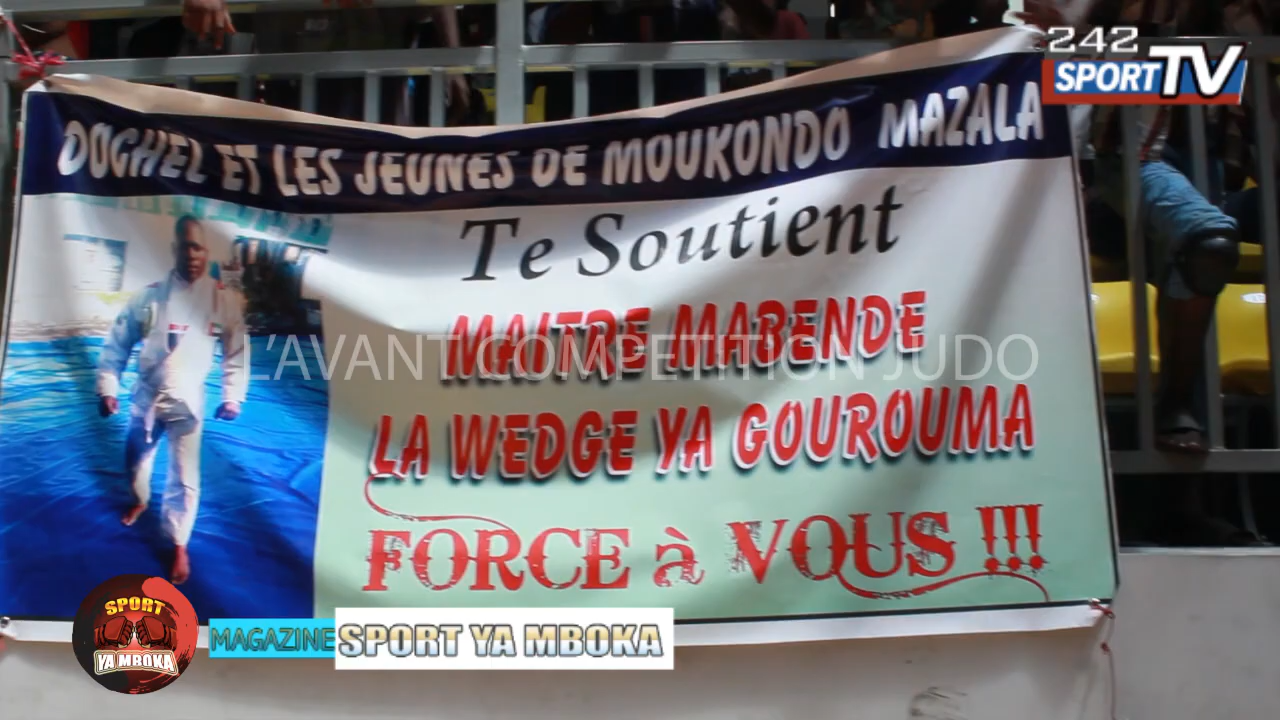 242
SPORT TV
DOGHEL ET LES JEUNES DE MOUKONDO MAZALA
Te Soutient
MAITRE MABENDE
L'AVANT COMPETITION JUDO
LA WEDGE YA GOUROUMA
FORCE à VOUS !!!
SPORT
YA MBOKA
MAGAZINE SPORT YA MBOKA